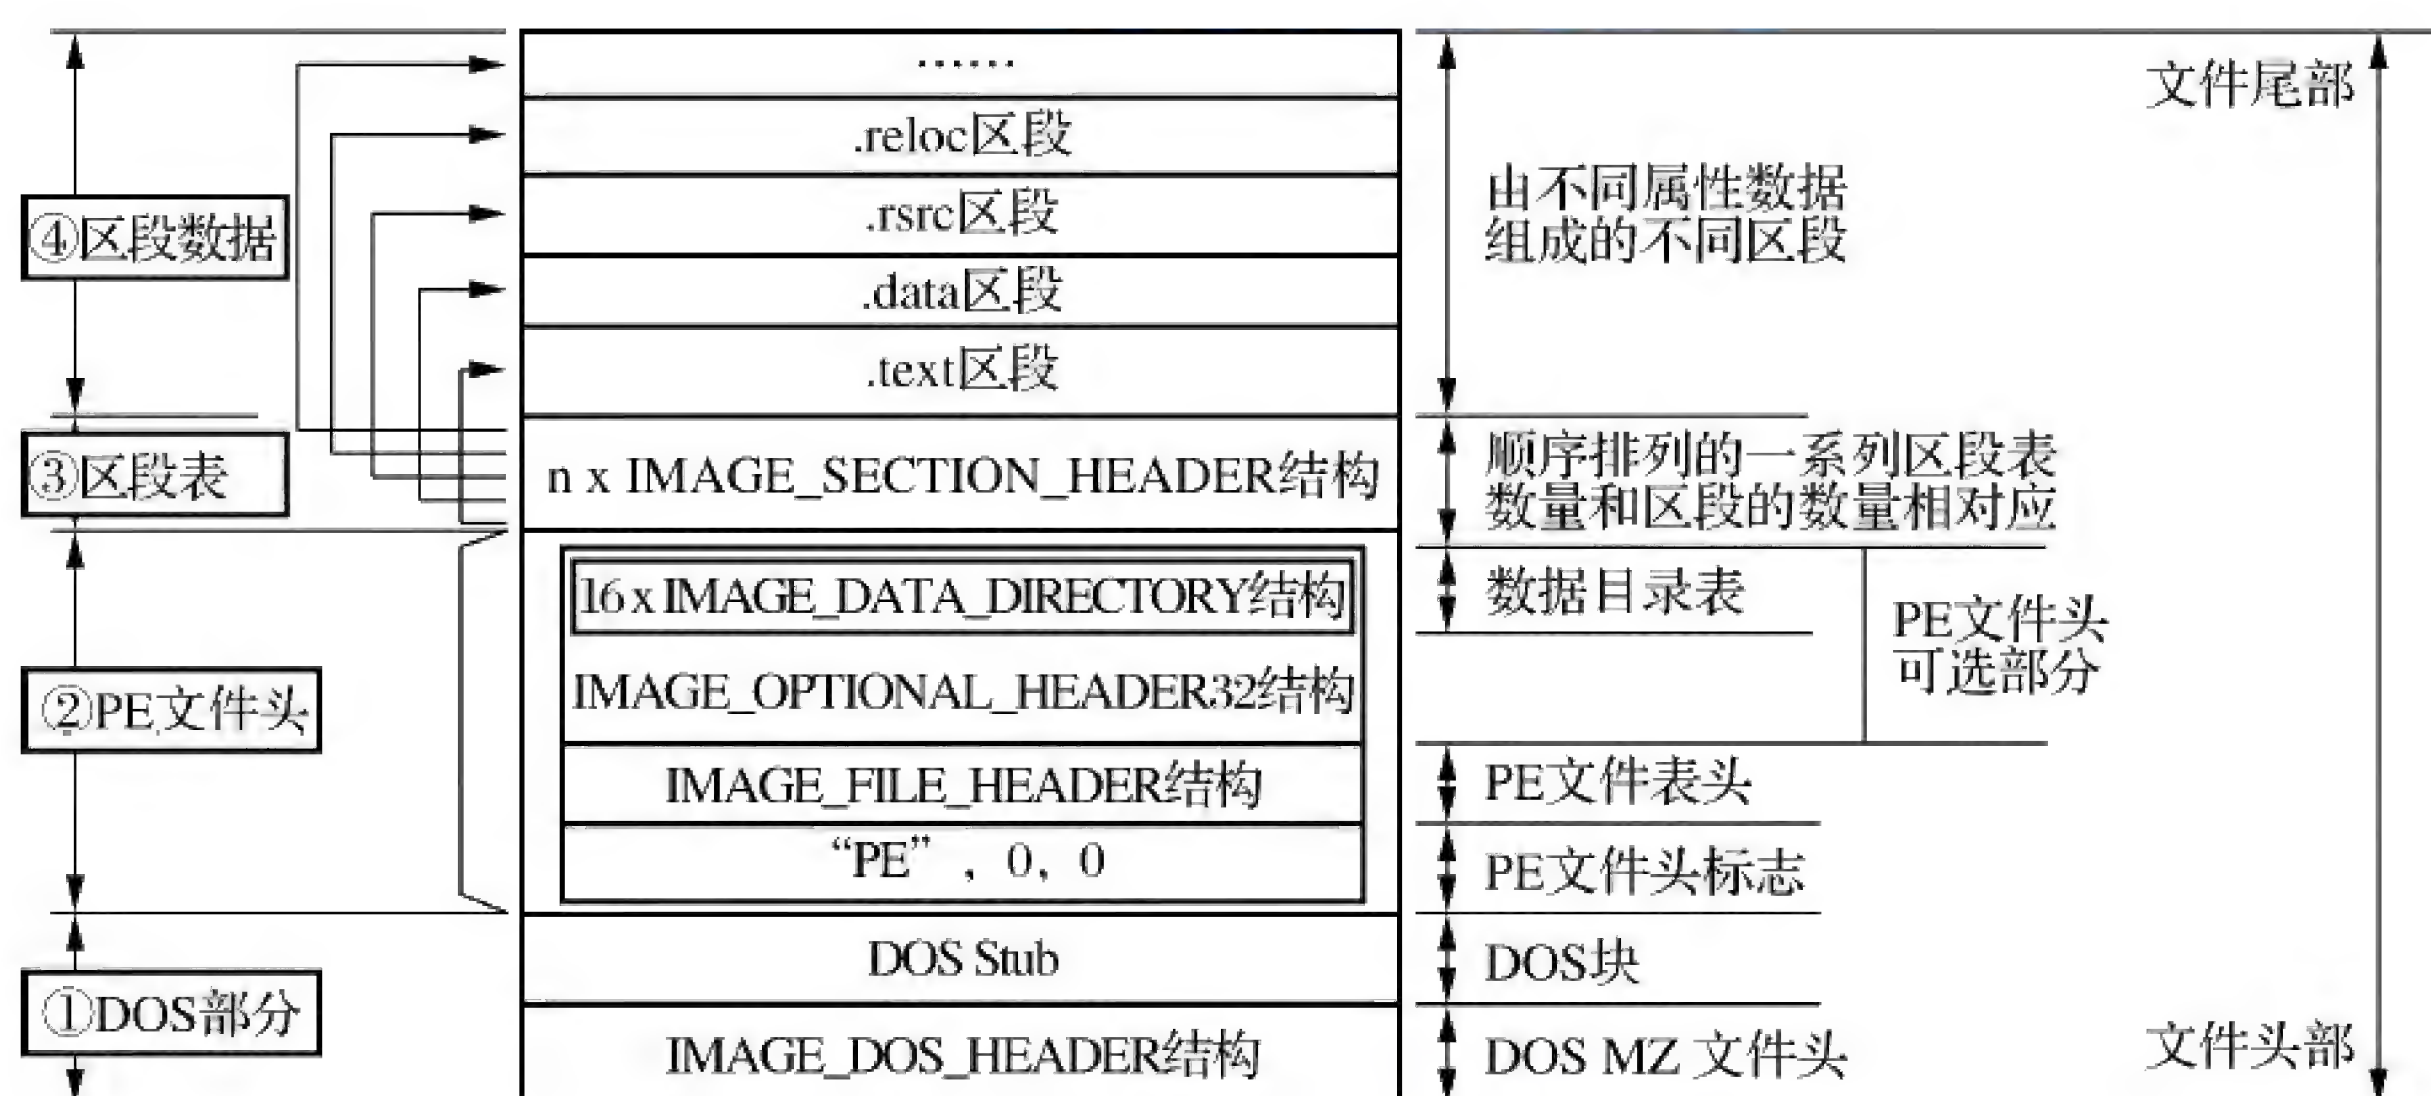 ……
文件尾部
.reloc区段
.rsrc区段
由不同属性数据
组成的不同区段
④区段数据
.data区段
.text区段
③区段表
n x IMAGE_SECTION_HEADER结构
顺序排列的一系列区段表
数量和区段的数量相对应
16 x IMAGE_DATA_DIRECTORY结构
数据目录表
PE文件头
可选部分
②PE文件头
IMAGE_OPTIONAL_HEADER32结构
IMAGE_FILE_HEADER结构
PE文件表头
“PE”，0，0
PE文件头标志
DOS Stub
DOS块
①DOS部分
IMAGE_DOS_HEADER结构
DOS MZ 文件头
文件头部